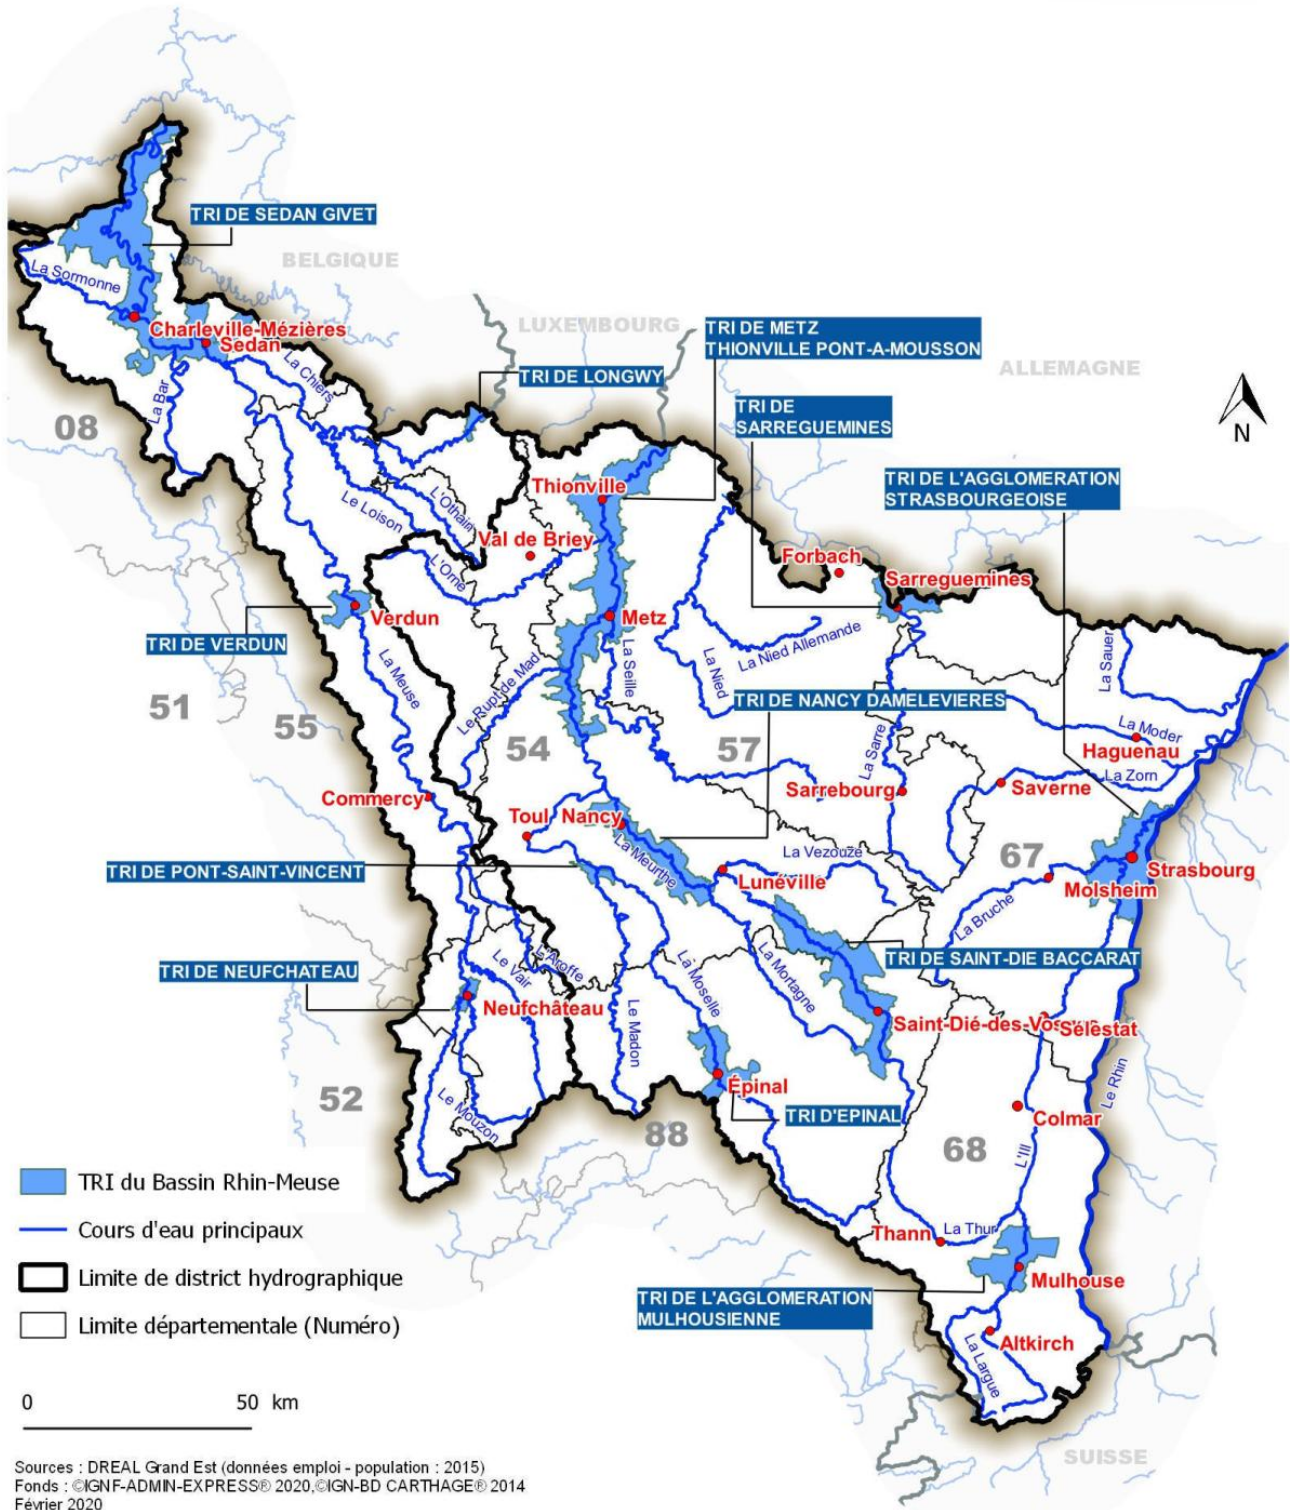 TRI DE SEDAN GIVET
BELGIQUE
La Sormonne
LUXEMBOURG
TRI DE METZ
THIONVILLE PONT-A-MOUSSON
Charleville-Mézières
Sedan
ALLEMAGNE
La Chiers
TRI DE LONGWY
La Bar
TRI DE
SARREGUEMINES
N
08
TRI DE L'AGGLOMERATION
STRASBOURGEOISE
Thionville
Le Loison
L'Othain
Val de Briey
Forbach
L'Orne
Sarreguemines
Verdun
Metz
TRI DE VERDUN
La Nied Allemande
La Sauer
La Meuse
La Seille
La Nied
Le Rupt de Mad
TRI DE NANCY DAMELEVIERES
51
55
54
57
La Sarre
La Moder
Haguenau
La Zorn
Commercy
Sarrebourg
Saverne
Toul
Nancy
La Meurthe
La Vezouze
67
TRI DE PONT-SAINT-VINCENT
Lunéville
Strasbourg
Molsheim
La Bruche
TRI DE NEUFCHATEAU
Le Vair
L'Aroffe
La Moselle
La Mortagne
TRI DE SAINT-DIE BACCARAT
Neufchâteau
Le Madon
Saint-Dié-des-Vosges
Sélestat
Le Rhin
52
Le Mouzon
Épinal
TRI D'EPINAL
Colmar
88
68
L'Ill
TRI du Bassin Rhin-Meuse
Cours d'eau principaux
Thann
La Thur
Limite de district hydrographique
Mulhouse
TRI DE L'AGGLOMERATION
MULHOUSIENNE
Limite départementale (Numéro)
Altkirch
La Largue
0 50 km
SUISSE
Sources : DREAL Grand Est (données emploi - population : 2015)
Fonds : ©IGNF-ADMIN-EXPRESS® 2020,©IGN-BD CARTHAGE® 2014
Février 2020